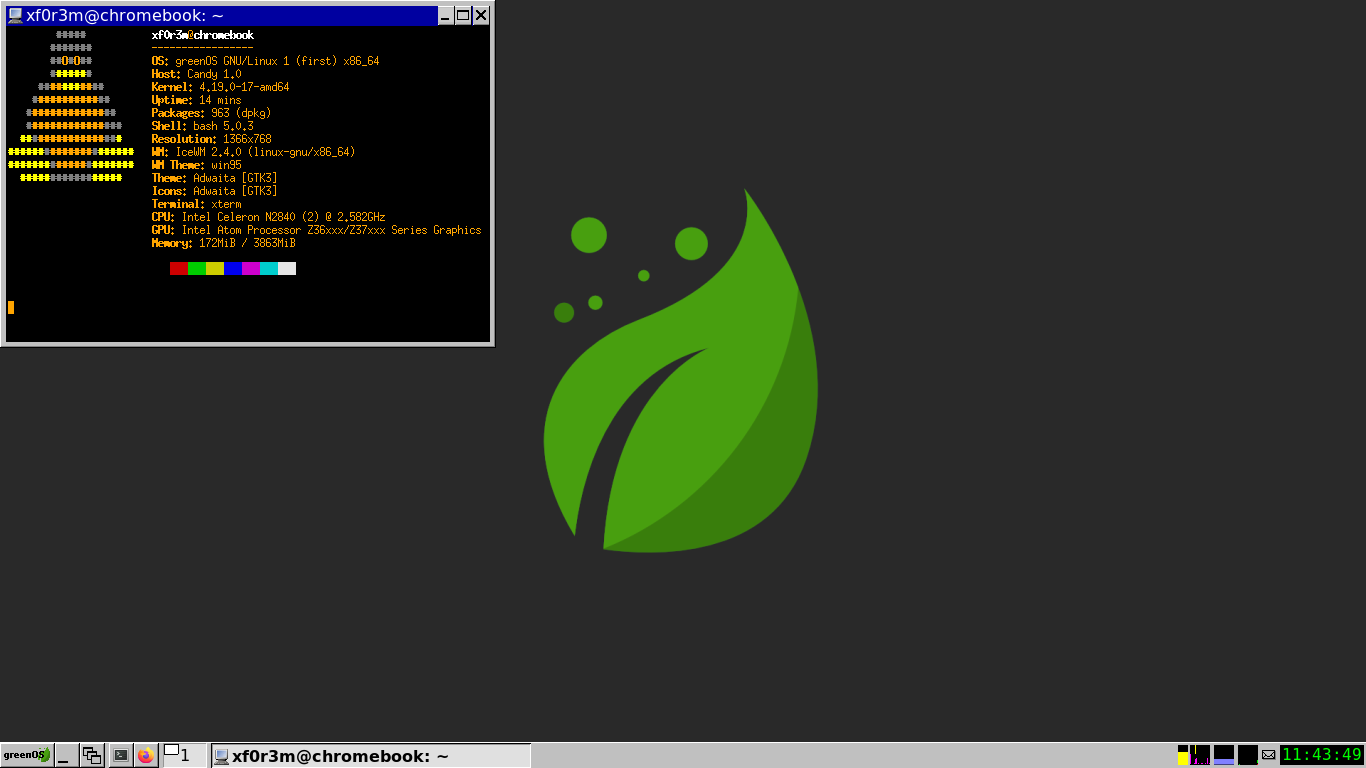 xf0r3m@chromebook: ~
xf0r3m@chromebook
-----------------
OS: greenOS GNU/Linux 1 (first) x86_64
Host: Candy 1.0
Kernel: 4.19.0-17-amd64
Uptime: 14 mins
Packages: 963 (dpkg)
Shell: bash 5.0.3
Resolution: 1366x768
WM: IceWM 2.4.0 (linux-gnu/x86_64)
WM Theme: win95
Theme: Adwaita [GTK3]
Icons: Adwaita [GTK3]
Terminal: xterm
CPU: Intel Celeron N2840 (2) @ 2.582GHz
GPU: Intel Atom Processor Z36xxx/Z37xxx Series Graphics
Memory: 172MiB / 3863MiB
greenOS
1
xf0r3m@chromebook: ~
11:43:49